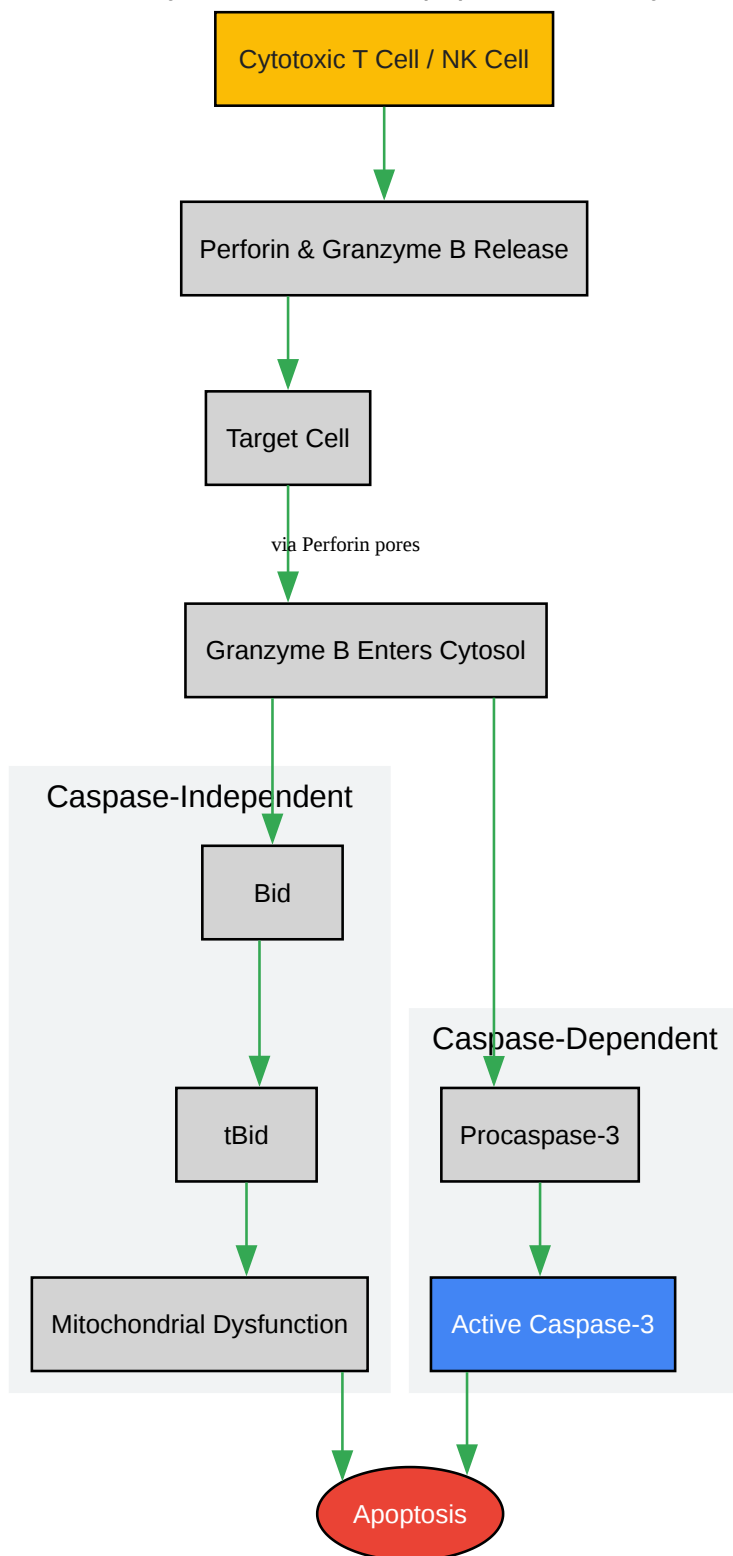 Cytotoxic T Cell / NK Cell
Perforin & Granzyme B Release
Target Cell
via Perforin pores
Granzyme B Enters Cytosol
Caspase-Independent
Bid
Caspase-Dependent
tBid
Procaspase-3
Mitochondrial Dysfunction
Active Caspase-3
Apoptosis